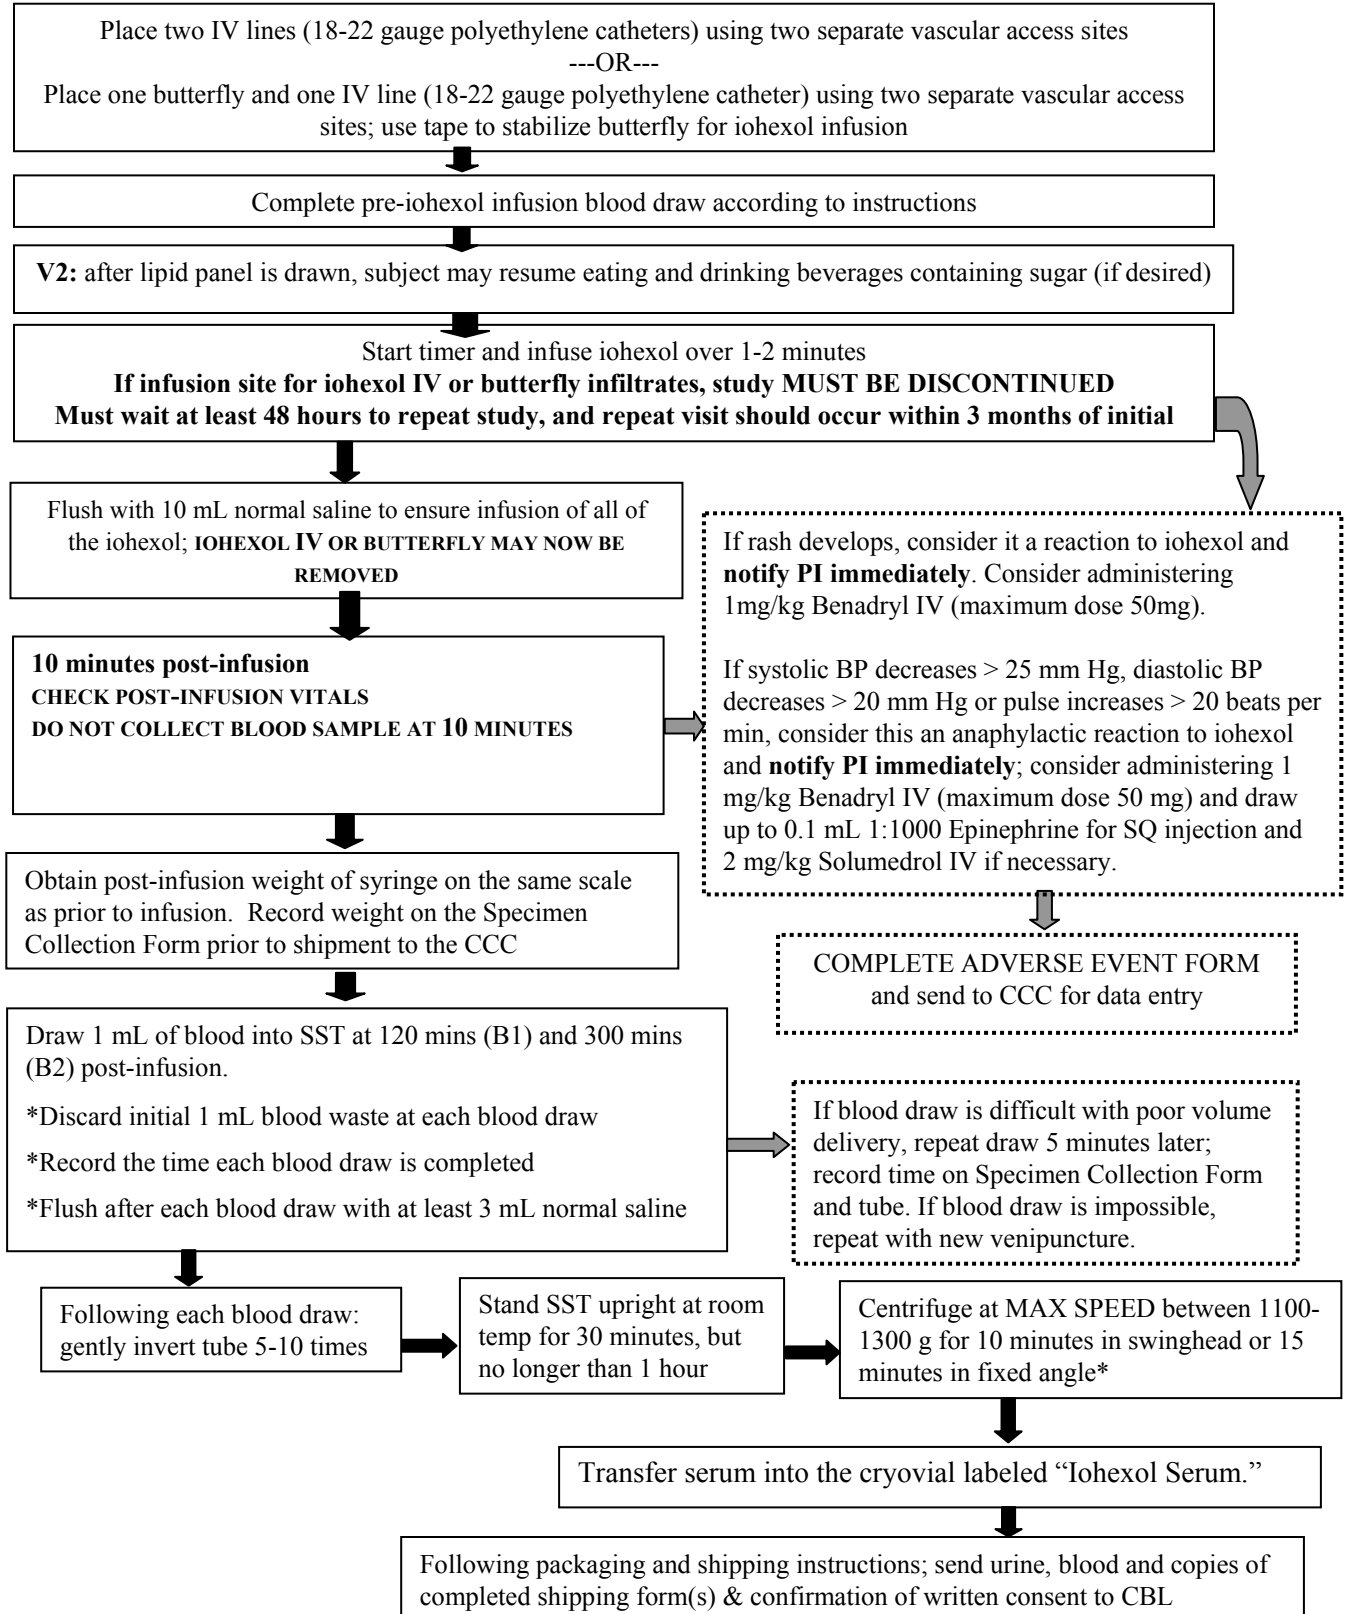 Place two IV lines (18-22 gauge polyethylene catheters) using two separate vascular access sites
---OR---
Place one butterfly and one IV line (18-22 gauge polyethylene catheter) using two separate vascular access
sites; use tape to stabilize butterfly for iohexol infusion
Complete pre-iohexol infusion blood draw according to instructions
V2: after lipid panel is drawn, subject may resume eating and drinking beverages containing sugar (if desired)
Start timer and infuse iohexol over 1-2 minutes
If infusion site for iohexol IV or butterfly infiltrates, study MUST BE DISCONTINUED
Must wait at least 48 hours to repeat study, and repeat visit should occur within 3 months of initial
Flush with 10 mL normal saline to ensure infusion of all of
the iohexol; IOHEXOL IV OR BUTTERFLY MAY NOW BE
REMOVED
10 minutes post-infusion
CHECK POST-INFUSION VITALS
DO NOT COLLECT BLOOD SAMPLE AT 10 MINUTES
If rash develops, consider it a reaction to iohexol and
notify PI immediately. Consider administering
1mg/kg Benadryl IV (maximum dose 50mg).
If systolic BP decreases > 25 mm Hg, diastolic BP
decreases > 20 mm Hg or pulse increases > 20 beats per
min, consider this an anaphylactic reaction to iohexol
and notify PI immediately; consider administering 1
mg/kg Benadryl IV (maximum dose 50 mg) and draw
up to 0.1 mL 1:1000 Epinephrine for SQ injection and
2 mg/kg Solumedrol IV if necessary.
Obtain post-infusion weight of syringe on the same scale
as prior to infusion.  Record weight on the Specimen
Collection Form prior to shipment to the CCC
COMPLETE ADVERSE EVENT FORM
and send to CCC for data entry
Draw 1 mL of blood into SST at 120 mins (B1) and 300 mins
(B2) post-infusion.
*Discard initial 1 mL blood waste at each blood draw
*Record the time each blood draw is completed
*Flush after each blood draw with at least 3 mL normal saline
If blood draw is difficult with poor volume
delivery, repeat draw 5 minutes later;
record time on Specimen Collection Form
and tube. If blood draw is impossible,
repeat with new venipuncture.
Following each blood draw:
gently invert tube 5-10 times
Stand SST upright at room
temp for 30 minutes, but
no longer than 1 hour
Centrifuge at MAX SPEED between 1100-
1300 g for 10 minutes in swinghead or 15
minutes in fixed angle*
Transfer serum into the cryovial labeled “Iohexol Serum.”
Following packaging and shipping instructions; send urine, blood and copies of
completed shipping form(s) & confirmation of written consent to CBL